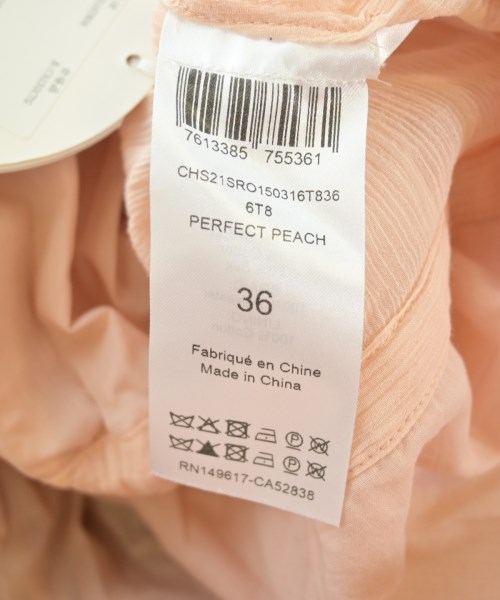 7613385 755361
CHS21SRO150316T836
6T8
PERFECT PEACH
36
Fabriqué en Chine
Made in China
RN149617-CA52838